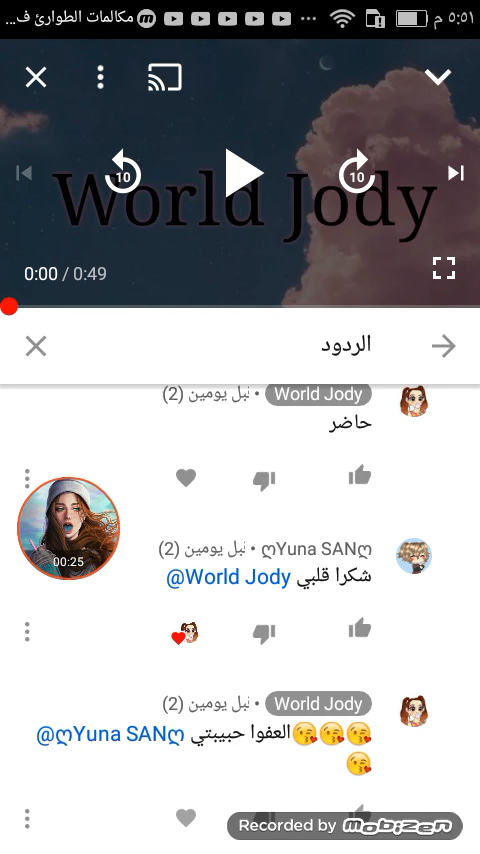 مكالمات الطوارئ ف... ٥:٥١ م
10
10
World Jody
0:00 / 0:49
الردود
World Jody • قبل يومين (2)
حاضر
ღYuna SANღ • قبل يومين (2)
@World Jody شكرا قلبي
00:25
World Jody • قبل يومين (2)
@ღYuna SANღ العفوا حبيبتي😘😘😘
😘
Recorded by mobizen